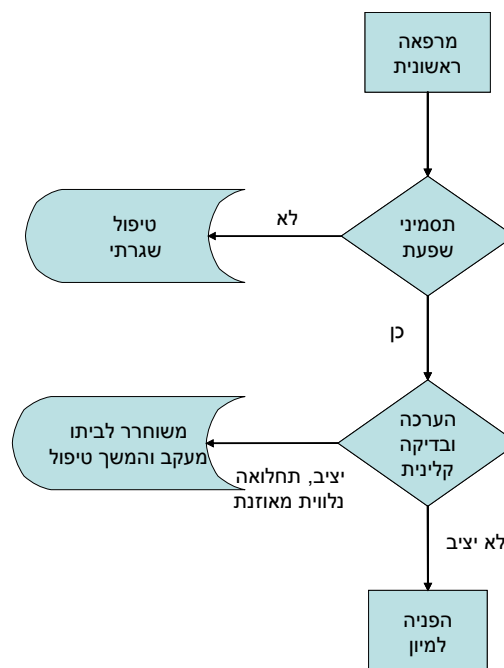 מרפאה
ראשונית
תסמיני
שפעת
לא
טיפול
שגרתי
כן
הערכה
ובדיקה
קלינית
משוחרר לביתו
מעקב והמשך טיפול
יציב, תחלואה
נלווית מאוזנת
לא יציב
הפניה
למיון